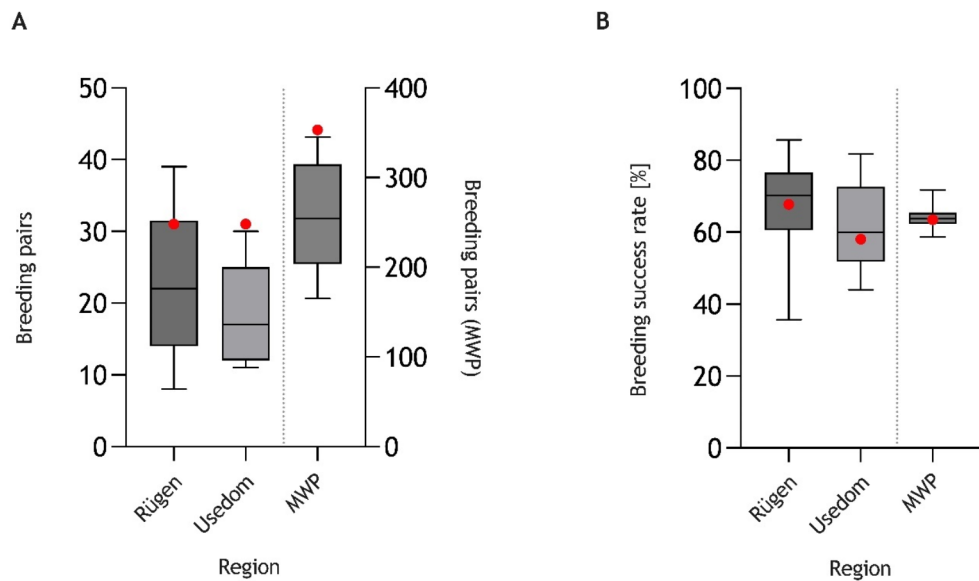 A
B
50
40
30
20
10
0
Breeding pairs
400
300
200
100
0
Breeding pairs (MWP)
Rügen
Usedom
MWP
Region
100
80
60
40
20
0
Breeding success rate [%]
Rügen
Usedom
MWP
Region